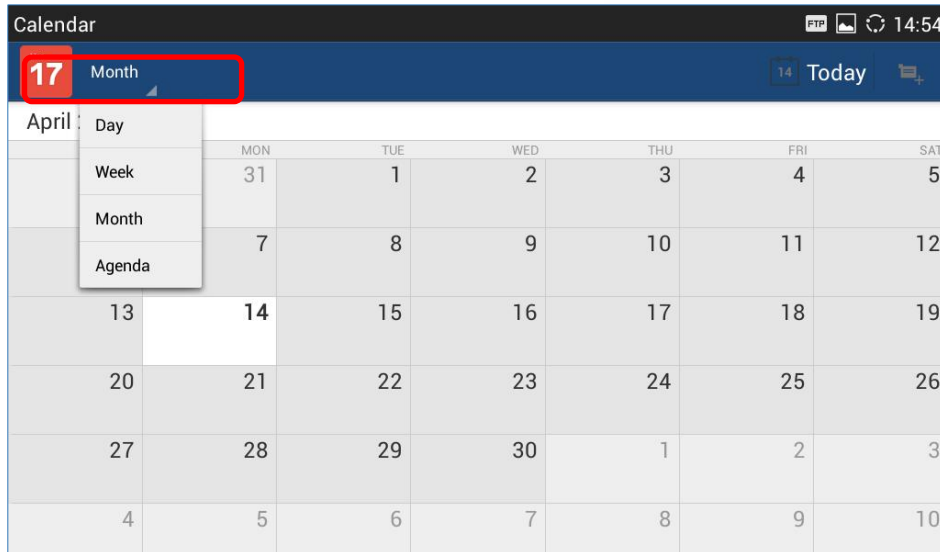 Calendar FTP 14:54
17 Month 14 Today
April
Day
MON TUE WED THU FRI SAT
Week 31 1 2 3 4 5
Month
7 8 9 10 11 12
Agenda
13 14 15 16 17 18 19
20 21 22 23 24 25 26
27 28 29 30 1 2 3
4 5 6 7 8 9 10